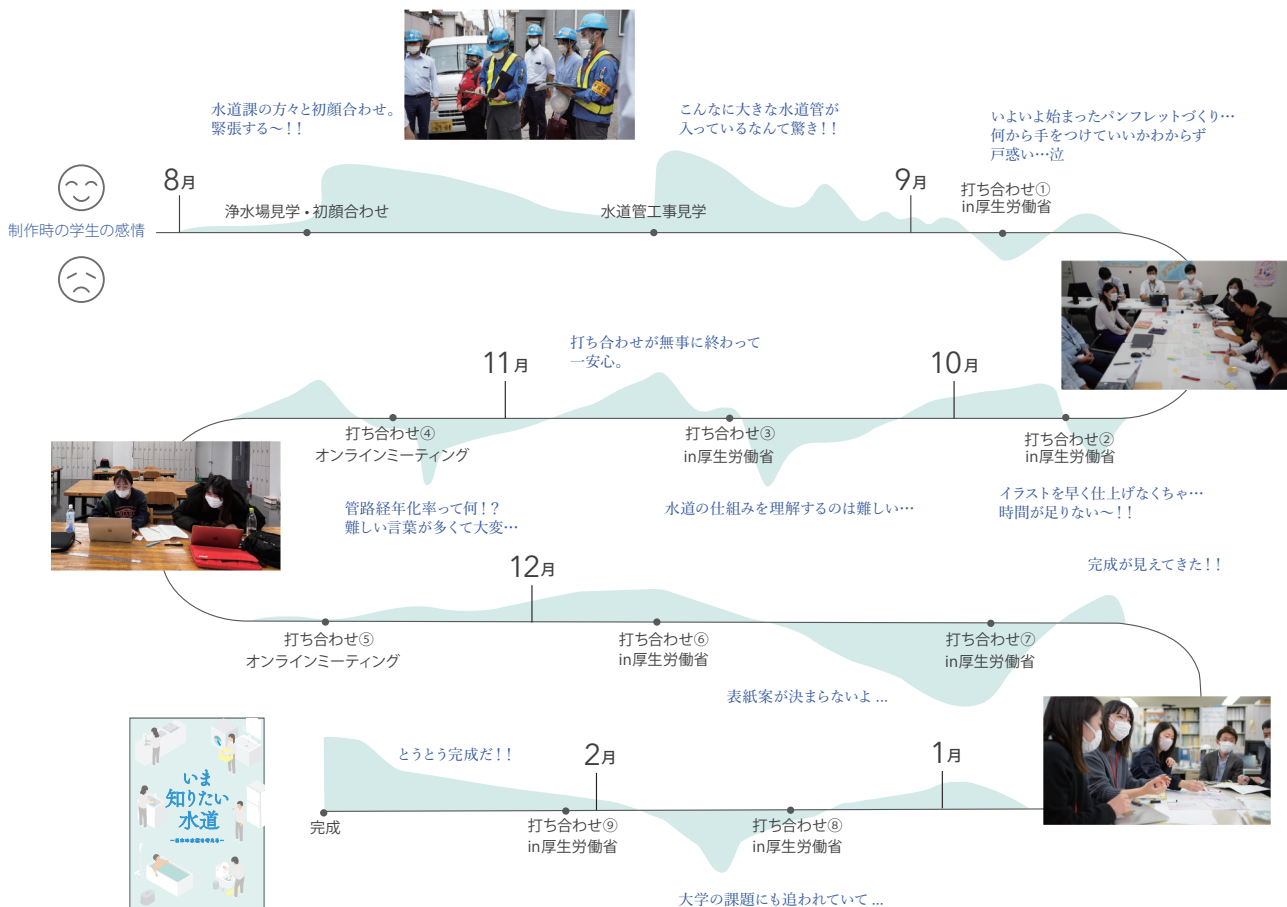 水道課の方々と初顔合わせ。
緊張する〜！！
こんなに大きな水道管が
入っているなんて驚き！！
いよいよ始まったパンフレットづくり…
何から手をつけていいかわからず
戸惑い…泣
8月
9月
制作時の学生の感情
浄水場見学・初顔合わせ
水道管工事見学
打ち合わせ①
in厚生労働省
10月
打ち合わせが無事に終わって
一安心。
11月
打ち合わせ②
in厚生労働省
イラストを早く仕上げなくちゃ…
時間が足りない〜！！
打ち合わせ③
in厚生労働省
水道の仕組みを理解するのは難しい…
打ち合わせ④
オンラインミーティング
管路経年化率って何！？
難しい言葉が多くて大変…
12月
打ち合わせ⑤
オンラインミーティング
打ち合わせ⑥
in厚生労働省
打ち合わせ⑦
in厚生労働省
表紙案が決まらないよ...
完成が見えてきた！！
1月
打ち合わせ⑧
in厚生労働省
大学の課題にも追われていて...
2月
打ち合わせ⑨
in厚生労働省
とうとう完成だ！！
完成
いま
知りたい
水道